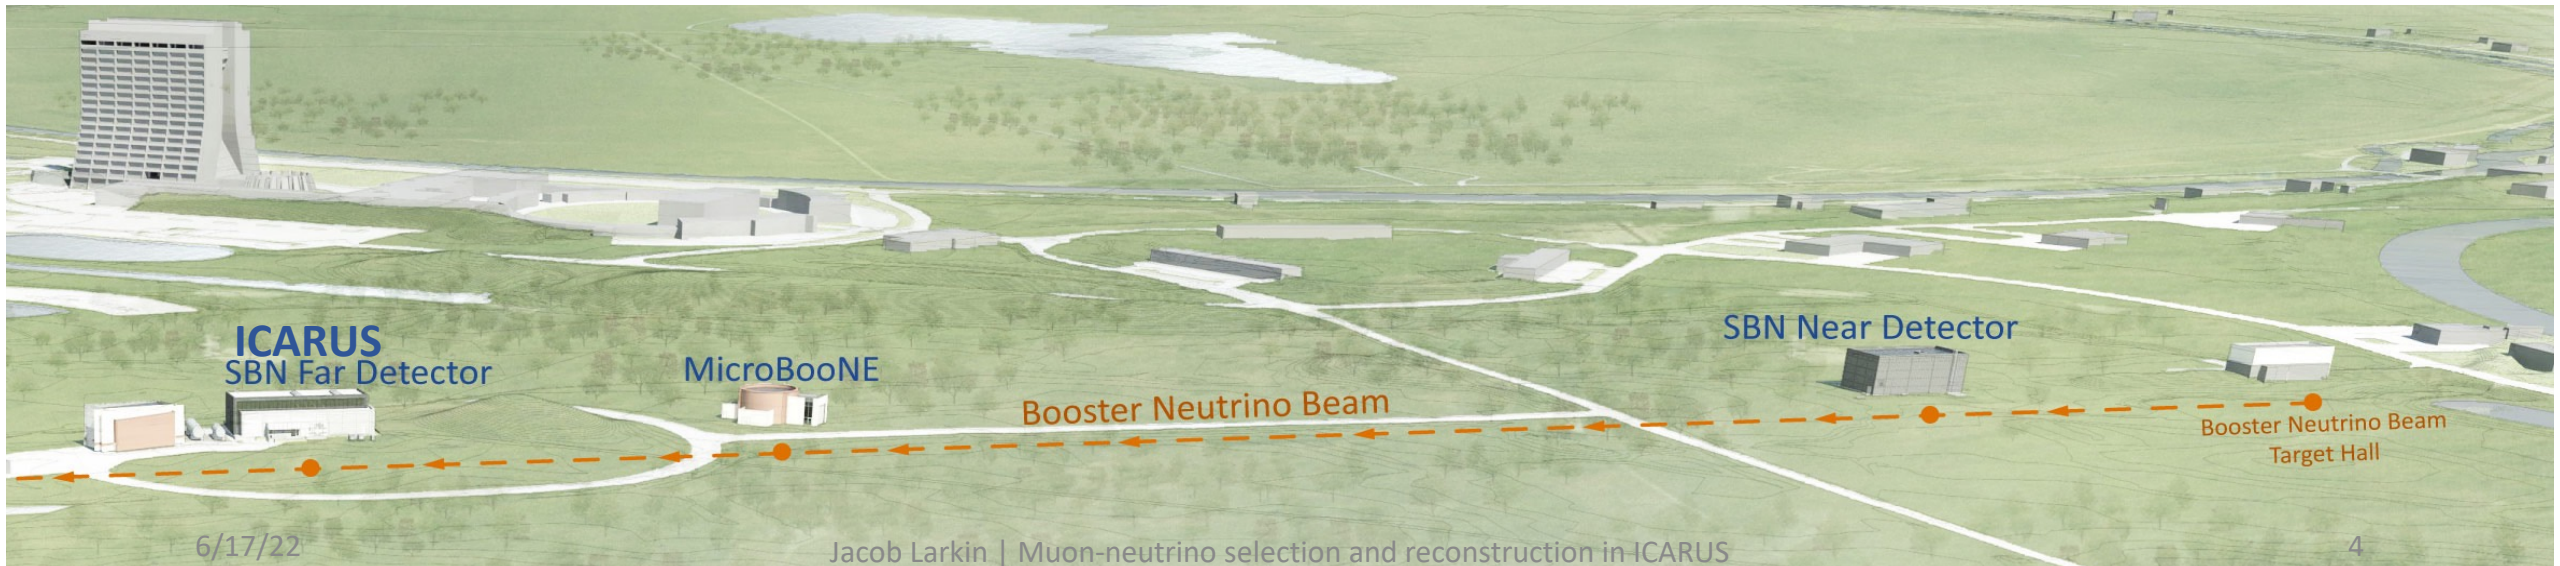 ICARUS
SBN Far Detector
MicroBooNE
Booster Neutrino Beam
SBN Near Detector
Booster Neutrino Beam
Target Hall
6/17/22
Jacob Larkin | Muon-neutrino selection and reconstruction in ICARUS
4